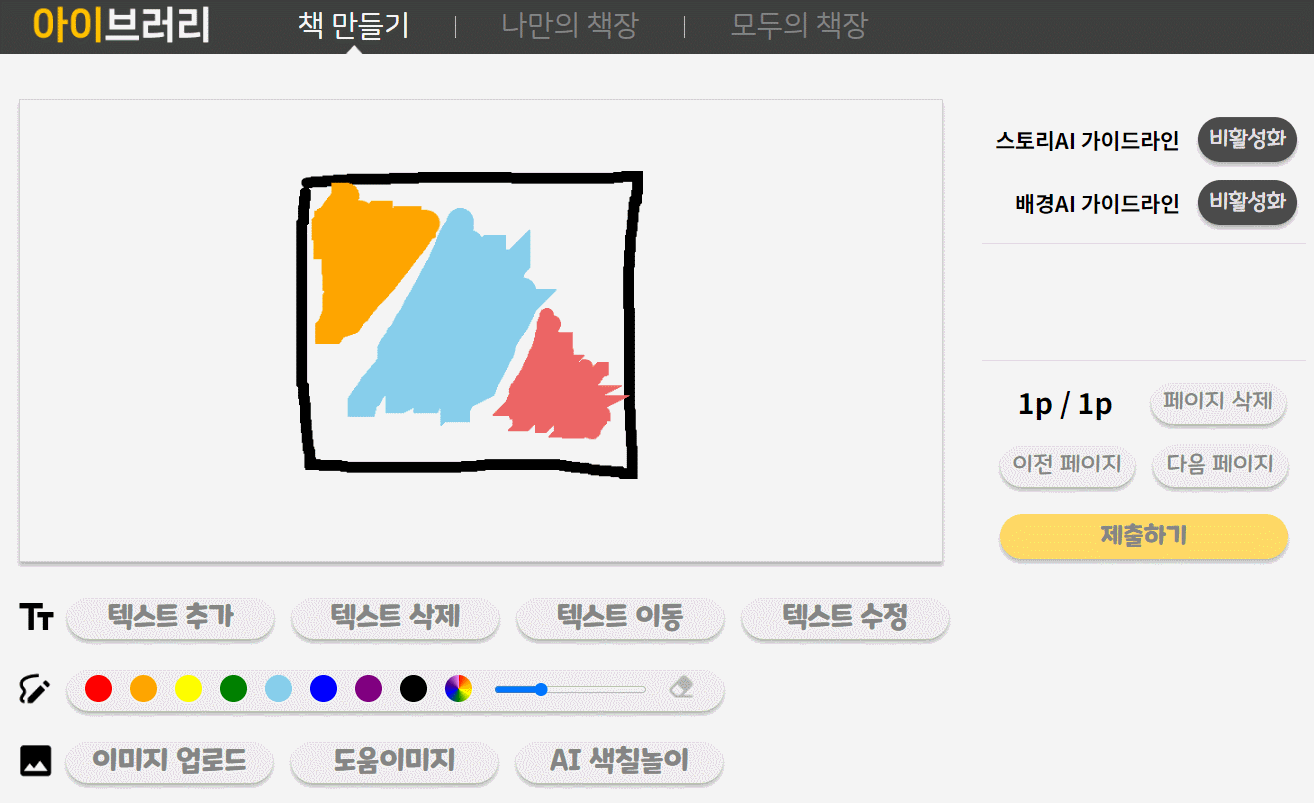 아이브러리 책 만들기 | 나만의 책장 | 모두의 책장
스토리AI 가이드라인 비활성화
배경AI 가이드라인 비활성화
1p / 1p 페이지 삭제
이전 페이지 다음 페이지
제출하기
텍스트 추가 텍스트 삭제 텍스트 이동 텍스트 수정
이미지 업로드 도움이미지 AI 색칠놀이